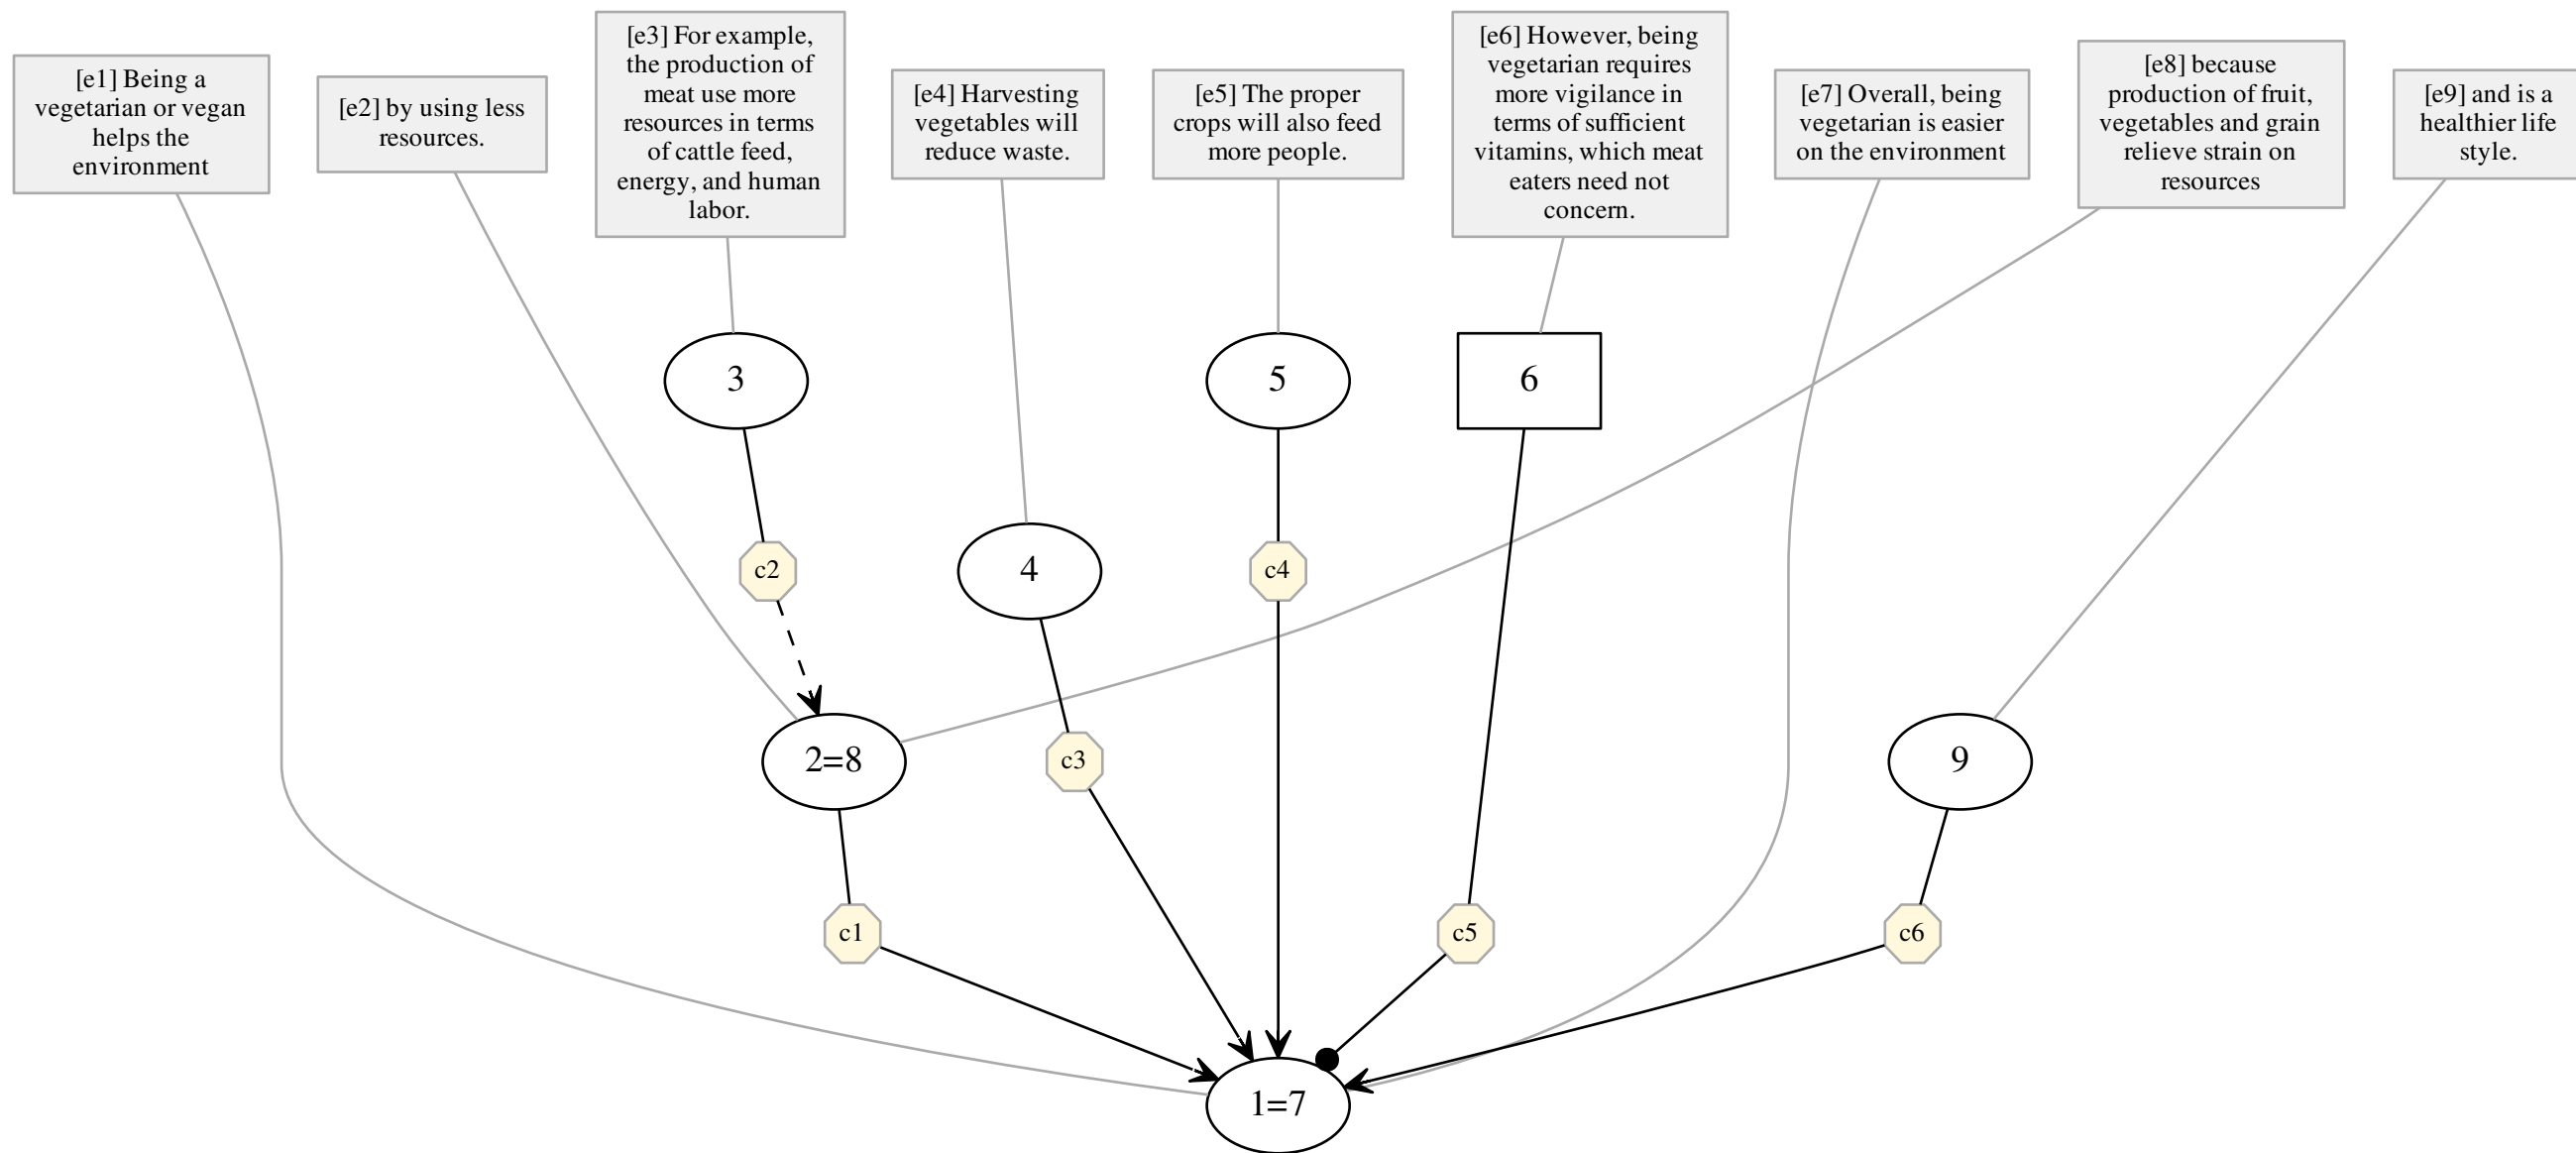 [e1] Being a
vegetarian or vegan
helps the
environment
[e2] by using less
resources.
[e3] For example,
the production of
meat use more
resources in terms
of cattle feed,
energy, and human
labor.
[e4] Harvesting
vegetables will
reduce waste.
[e5] The proper
crops will also feed
more people.
[e6] However, being
vegetarian requires
more vigilance in
terms of sufficient
vitamins, which meat
eaters need not
concern.
[e7] Overall, being
vegetarian is easier
on the environment
[e8] because
production of fruit,
vegetables and grain
relieve strain on
resources
[e9] and is a
healthier life
style.
3
5
6
c2
4
c4
2=8
c3
9
c1
c5
c6
1=7